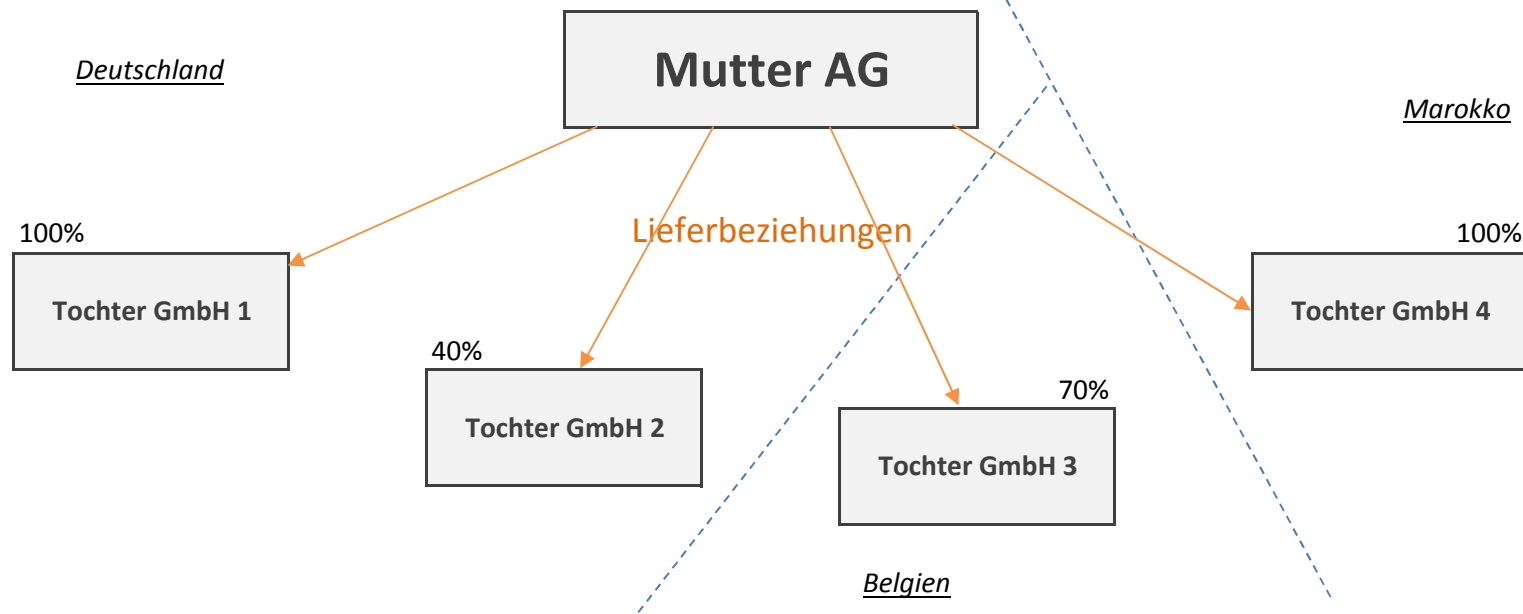 Mutter AG
Deutschland
Marokko
Lieferbeziehungen
100%
Tochter GmbH 1
100%
Tochter GmbH 4
40%
Tochter GmbH 2
70%
Tochter GmbH 3
Belgien